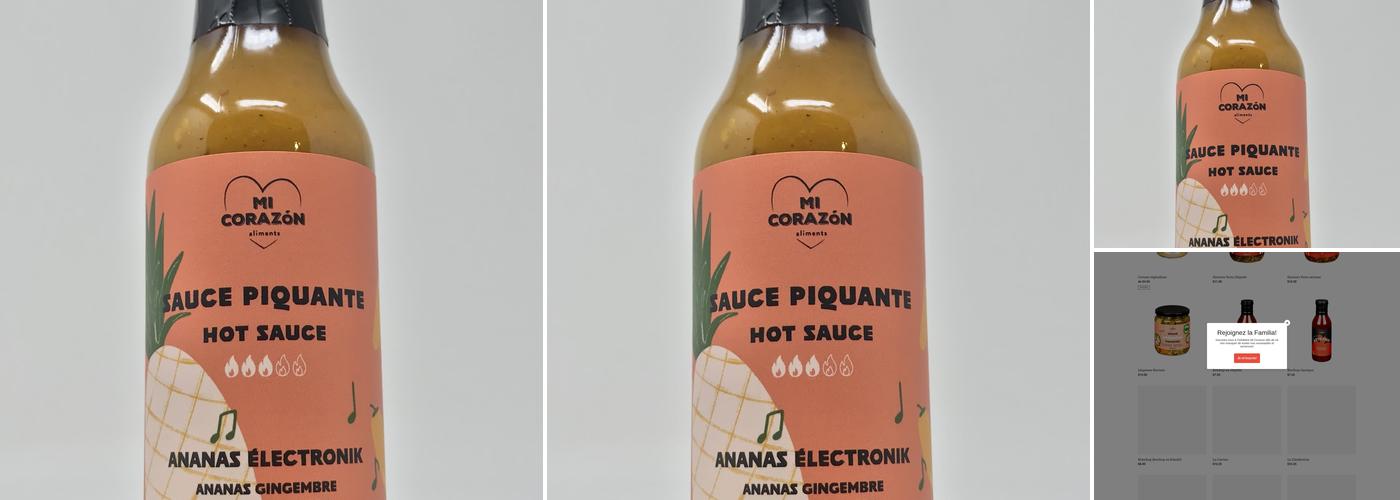 MI
CORAZÓN
aliments
SAUCE PIQUANTE
HOT SAUCE
ANANAS ÉLECTRONIK
ANANAS GINGEMBRE
MI
CORAZÓN
aliments
SAUCE PIQUANTE
HOT SAUCE
ANANAS ÉLECTRONIK
ANANAS GINGEMBRE
MI
CORAZÓN
aliments
SAUCE PIQUANTE
HOT SAUCE
ANANAS ÉLECTRONIK
Rejoignez la Familia!